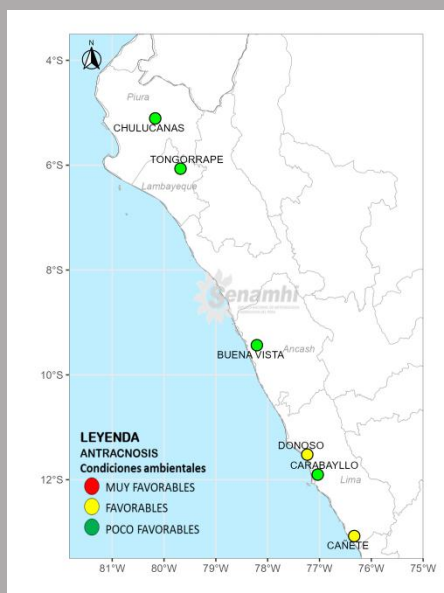 N
4°S
Piura
CHULUCANAS
TONGORRAPE
6°S
Lambayeque
8°S
Senamhi
BUENA VISTA
Ancash
10°S
LEYENDA
ANTRACNOSIS
Condiciones ambientales
MUY FAVORABLES
FAVORABLES
POCO FAVORABLES
DONOSO
CARABAYLLO
12°S
Lima
CAÑETE
81°W 80°W 79°W 78°W 77°W 76°W 75°W